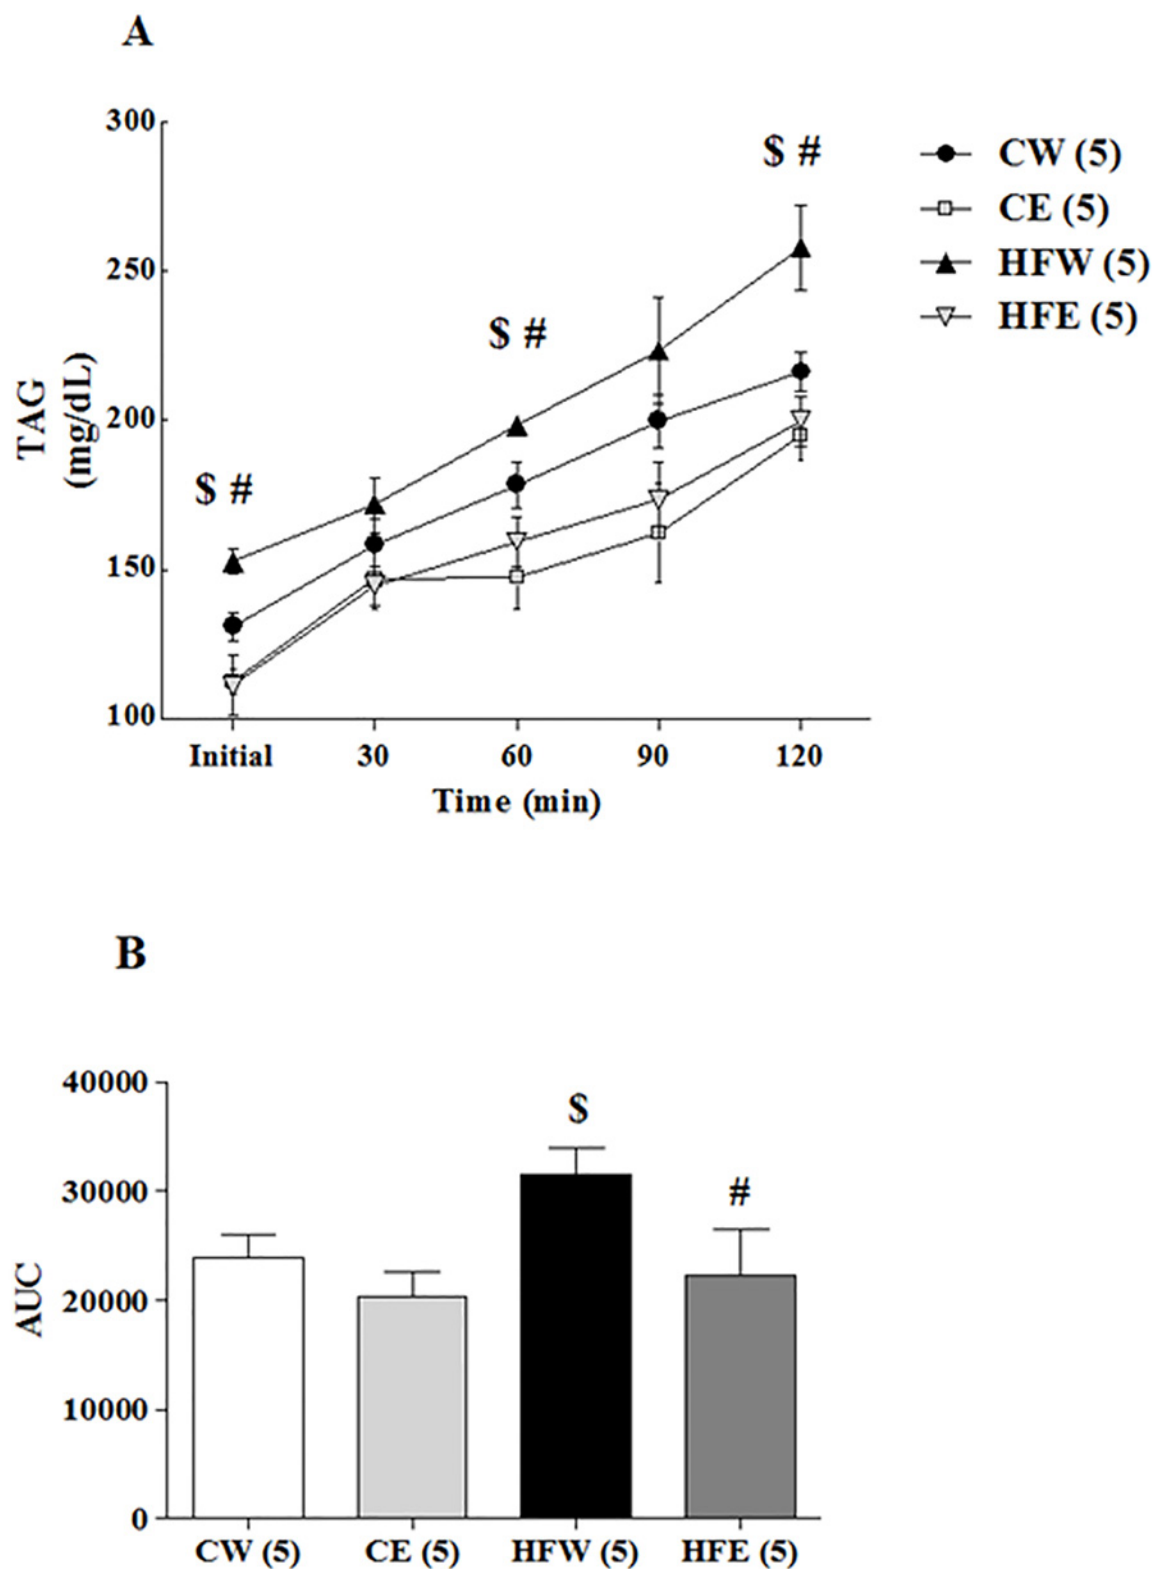 A
300
250
200
150
100
TAG
(mg/dL)
$ #
$ #
$ #
CW (5)
CE (5)
HFW (5)
HFE (5)
Initial 30 60 90 120
Time (min)
B
40000
30000
20000
10000
0
AUC
$
#
CW (5) CE (5) HFW (5) HFE (5)